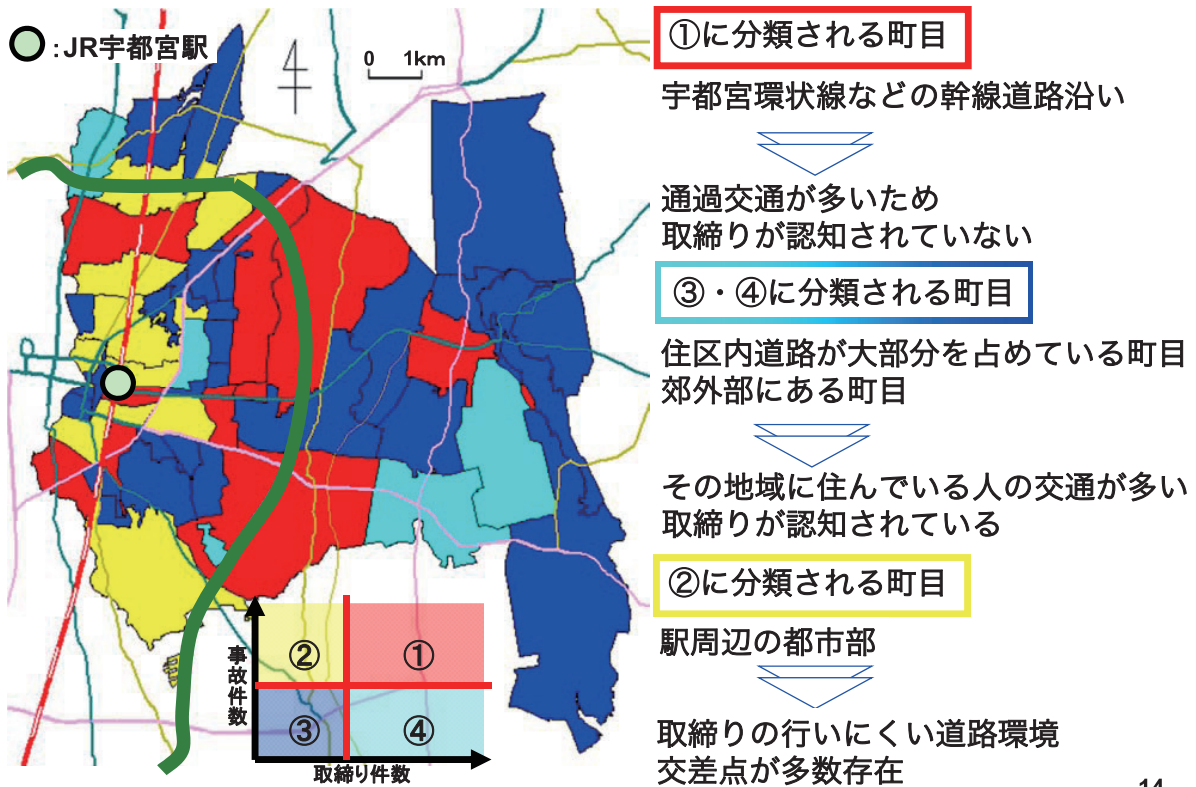 :JR宇都宮駅
0 1km
①に分類される町目
宇都宮環状線などの幹線道路沿い
通過交通が多いため
取締りが認知されていない
③・④に分類される町目
住区内道路が大部分を占めている町目
郊外部にある町目
その地域に住んでいる人の交通が多い
取締りが認知されている
②に分類される町目
駅周辺の都市部
取締りの行いにくい道路環境
交差点が多数存在
事故件数
② ①
③ ④
取締り件数